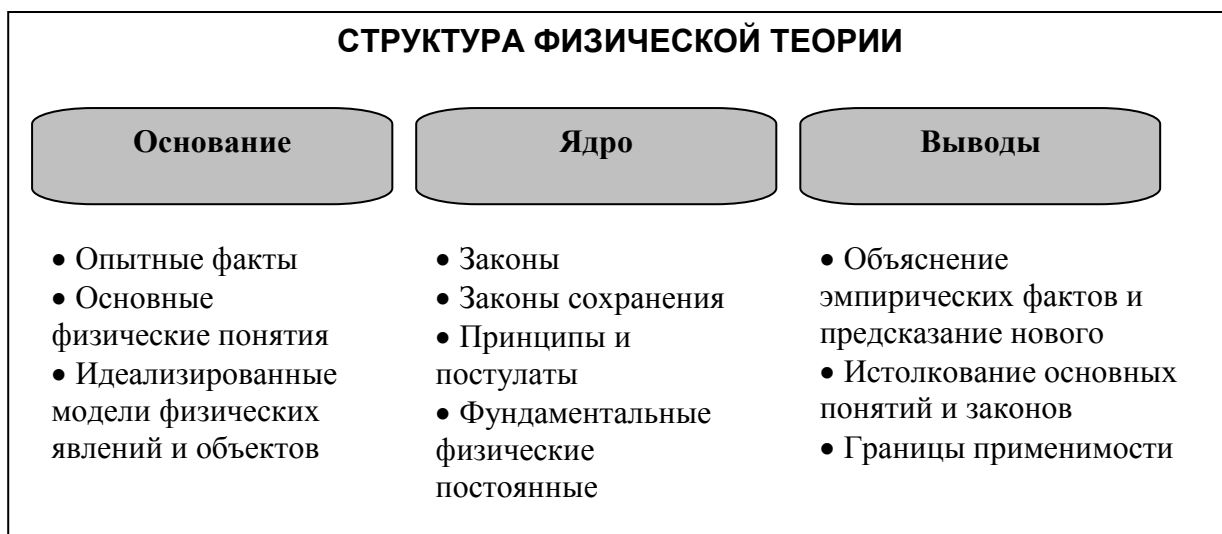 СТРУКТУРА ФИЗИЧЕСКОЙ ТЕОРИИ
Основание
• Опытные факты
• Основные
физические понятия
• Идеализированные
модели физических
явлений и объектов
Ядро
• Законы
• Законы сохранения
• Принципы и
постулаты
• Фундаментальные
физические
постоянные
Выводы
• Объяснение
эмпирических фактов и
предсказание нового
• Истолкование основных
понятий и законов
• Границы применимости